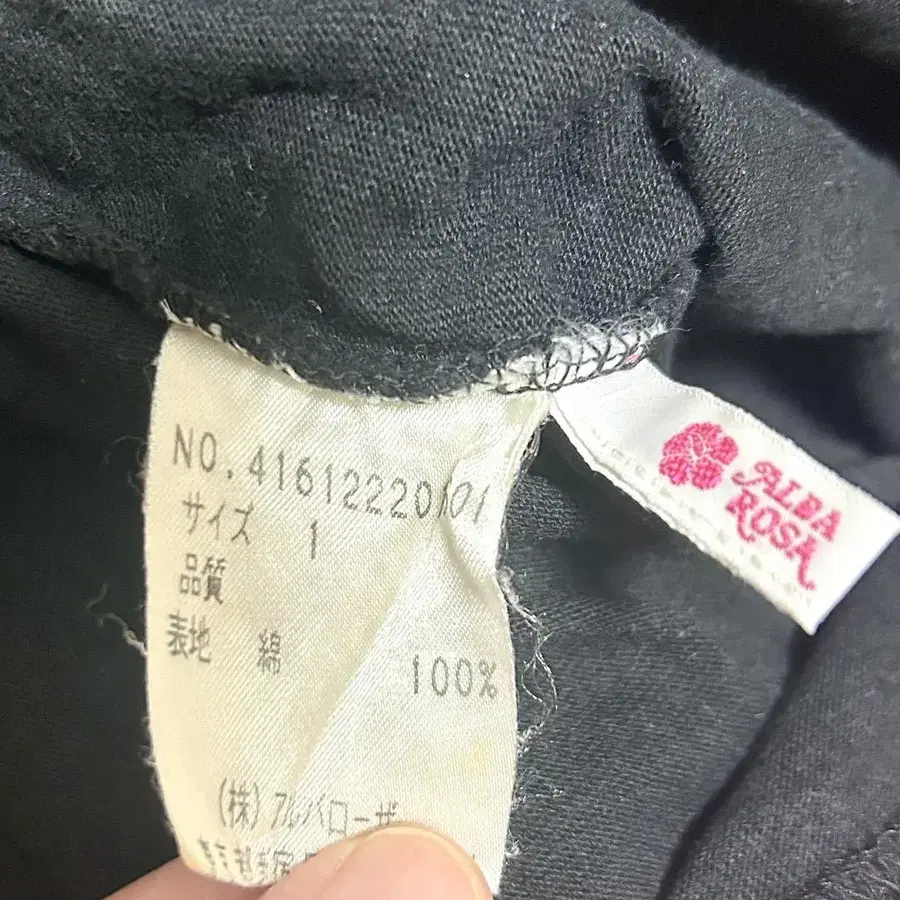 NO, 41612220101
サイズ 1
品質
表地 綿 100%
(株)アルバローザ
ALBA
ROSA